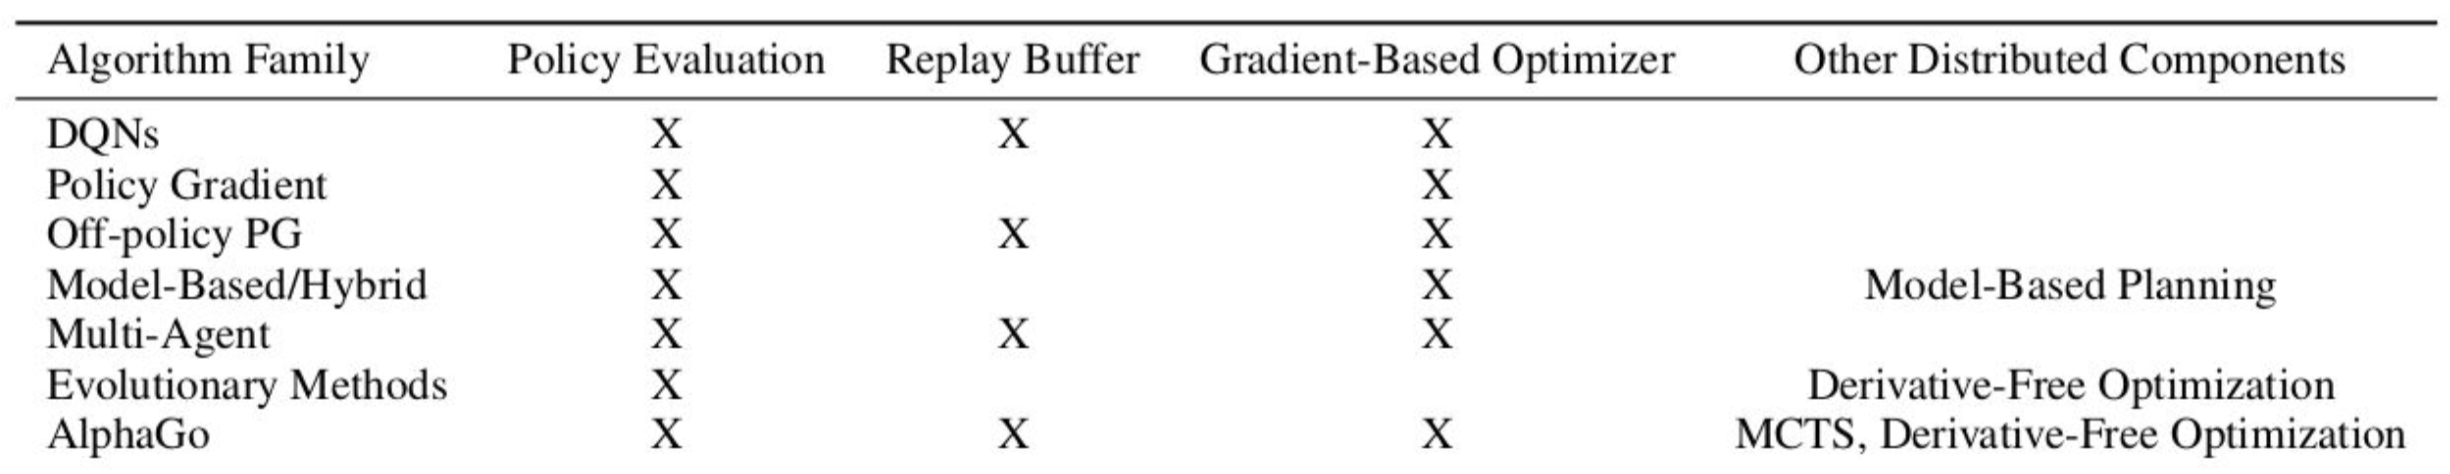 Algorithm Family Policy Evaluation Replay Buffer Gradient-Based Optimizer Other Distributed Components
DQNs X X X
Policy Gradient X X
Off-policy PG X X X
Model-Based/Hybrid X X Model-Based Planning
Multi-Agent X X X
Evolutionary Methods X Derivative-Free Optimization
AlphaGo X X X MCTS, Derivative-Free Optimization